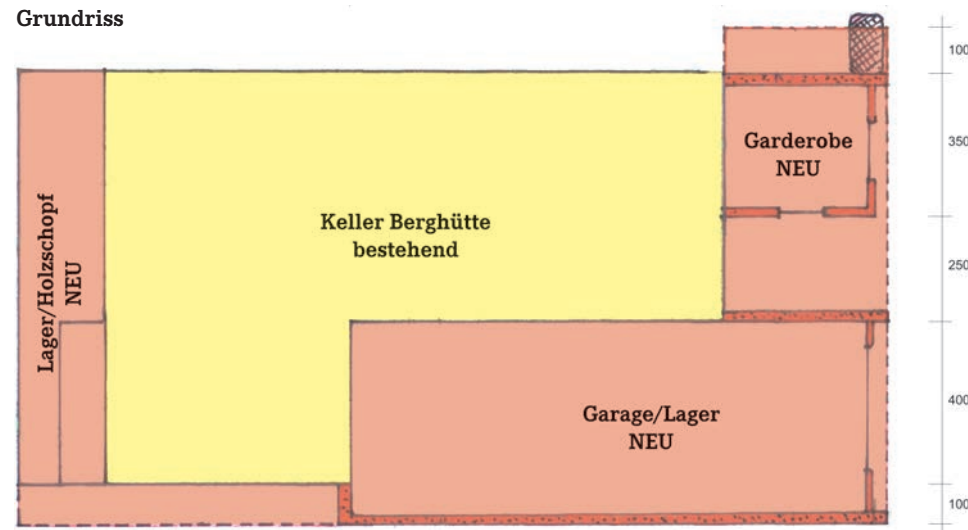 Grundriss
100
Garderobe
NEU
350
Lager/Holzschopf
NEU
Keller Berghütte
bestehend
250
Garage/Lager
NEU
400
100